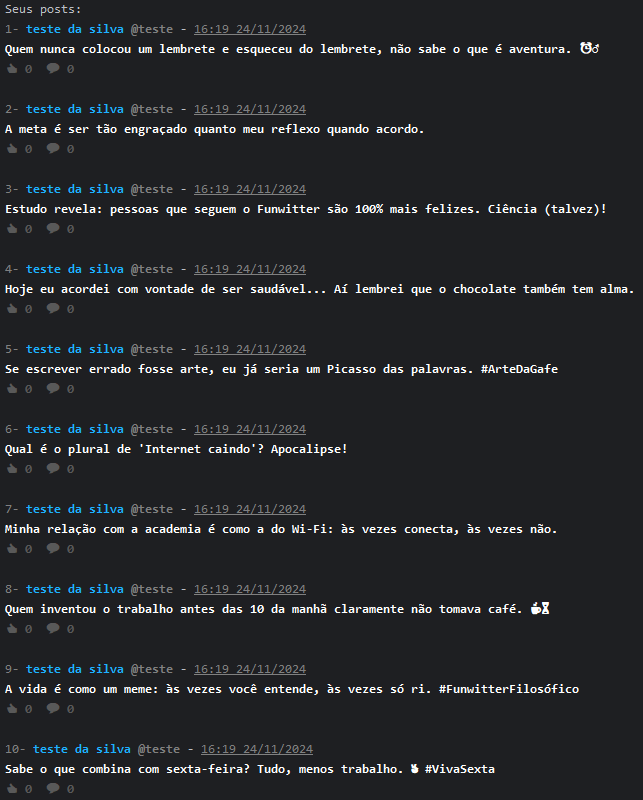 Seus posts:
1- teste da silva @teste - 16:19 24/11/2024
Quem nunca colocou um lembrete e esqueceu do lembrete, não sabe o que é aventura. ⏰♂
👍 0 💬 0
2- teste da silva @teste - 16:19 24/11/2024
A meta é ser tão engraçado quanto meu reflexo quando acordo.
👍 0 💬 0
3- teste da silva @teste - 16:19 24/11/2024
Estudo revela: pessoas que seguem o Funwitter são 100% mais felizes. Ciência (talvez)!
👍 0 💬 0
4- teste da silva @teste - 16:19 24/11/2024
Hoje eu acordei com vontade de ser saudável... Aí lembrei que o chocolate também tem alma.
👍 0 💬 0
5- teste da silva @teste - 16:19 24/11/2024
Se escrever errado fosse arte, eu já seria um Picasso das palavras. #ArteDaGafe
👍 0 💬 0
6- teste da silva @teste - 16:19 24/11/2024
Qual é o plural de 'Internet caindo'? Apocalipse!
👍 0 💬 0
7- teste da silva @teste - 16:19 24/11/2024
Minha relação com a academia é como a do Wi-Fi: às vezes conecta, às vezes não.
👍 0 💬 0
8- teste da silva @teste - 16:19 24/11/2024
Quem inventou o trabalho antes das 10 da manhã claramente não tomava café. ☕⌛
👍 0 💬 0
9- teste da silva @teste - 16:19 24/11/2024
A vida é como um meme: às vezes você entende, às vezes só ri. #FunwitterFilosófico
👍 0 💬 0
10- teste da silva @teste - 16:19 24/11/2024
Sabe o que combina com sexta-feira? Tudo, menos trabalho. ✌ #VivaSexta
👍 0 💬 0